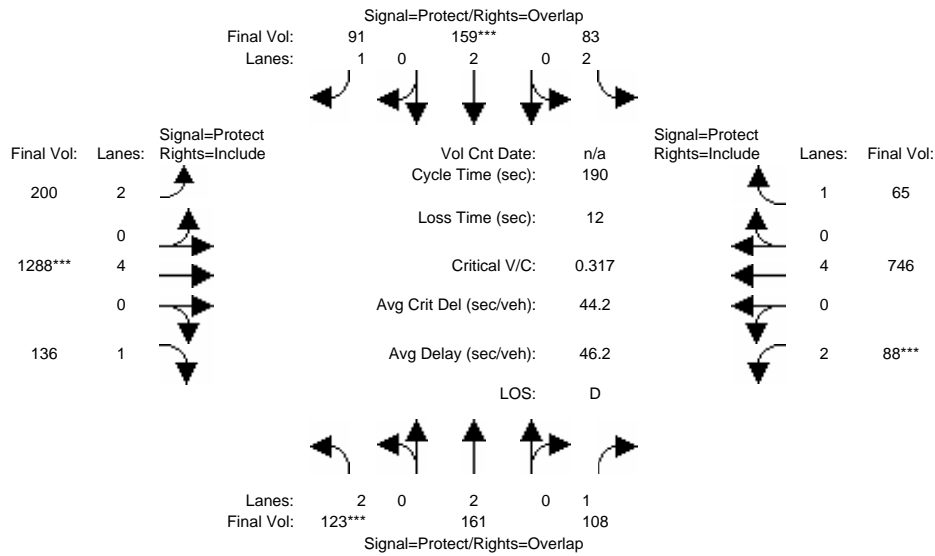 Signal=Protect/Rights=Overlap
Final Vol: 91 159*** 83
Lanes: 1 0 2 0 2
Signal=Protect Signal=Protect
Final Vol: Lanes: Rights=Include Vol Cnt Date: n/a Rights=Include Lanes: Final Vol:
Cycle Time (sec): 190
200 2 1 65
Loss Time (sec): 12
0 0
1288*** 4 Critical V/C: 0.317 4 746
0 Avg Crit Del (sec/veh): 44.2 0
136 1 Avg Delay (sec/veh): 46.2 2 88***
LOS: D
Lanes: 2 0 2 0 1
Final Vol: 123*** 161 108
Signal=Protect/Rights=Overlap